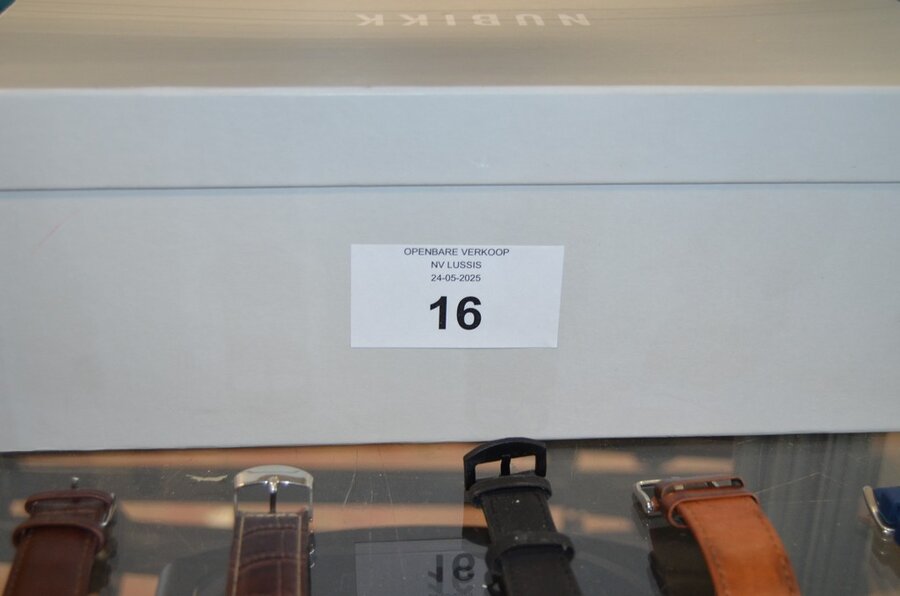 NUBIKK
OPENBARE VERKOOP
NV LUSSIS
24-05-2025
16